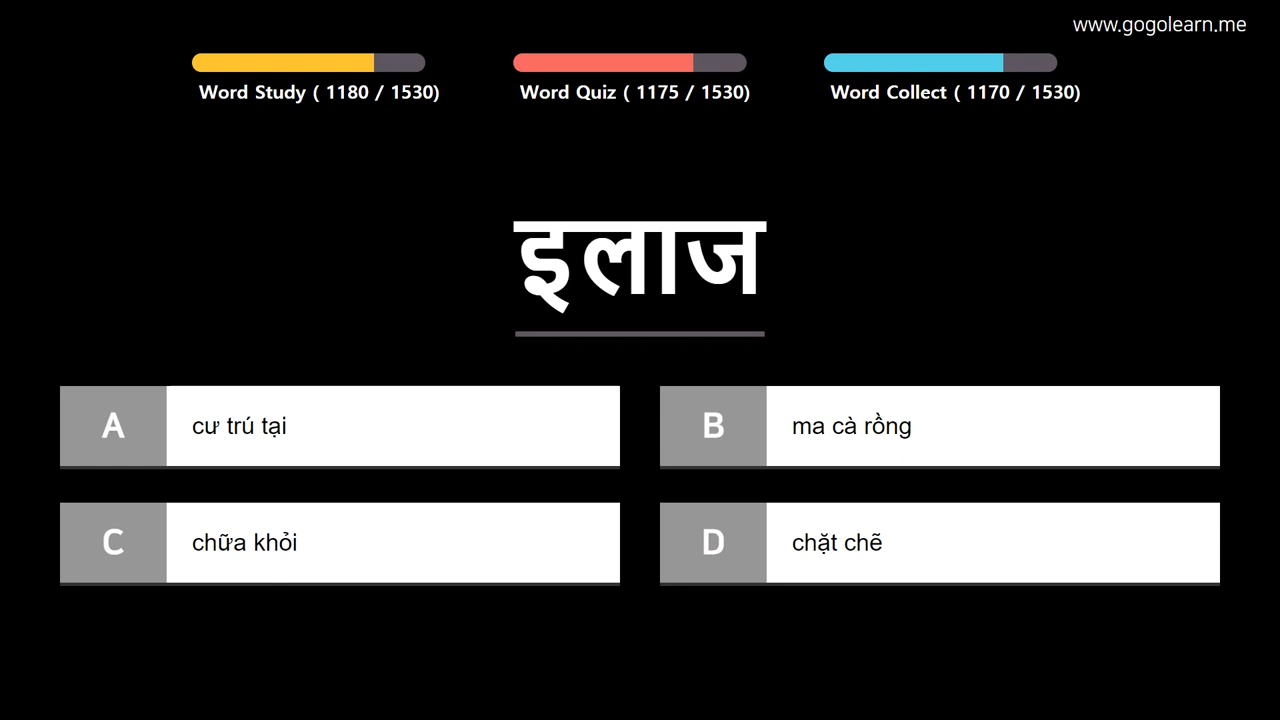 www.gogolearn.me
Word Study ( 1180 / 1530)
Word Quiz ( 1175 / 1530)
Word Collect ( 1170 / 1530)
इलाज
A cư trú tại
B ma cà rồng
C chữa khỏi
D chặt chẽ